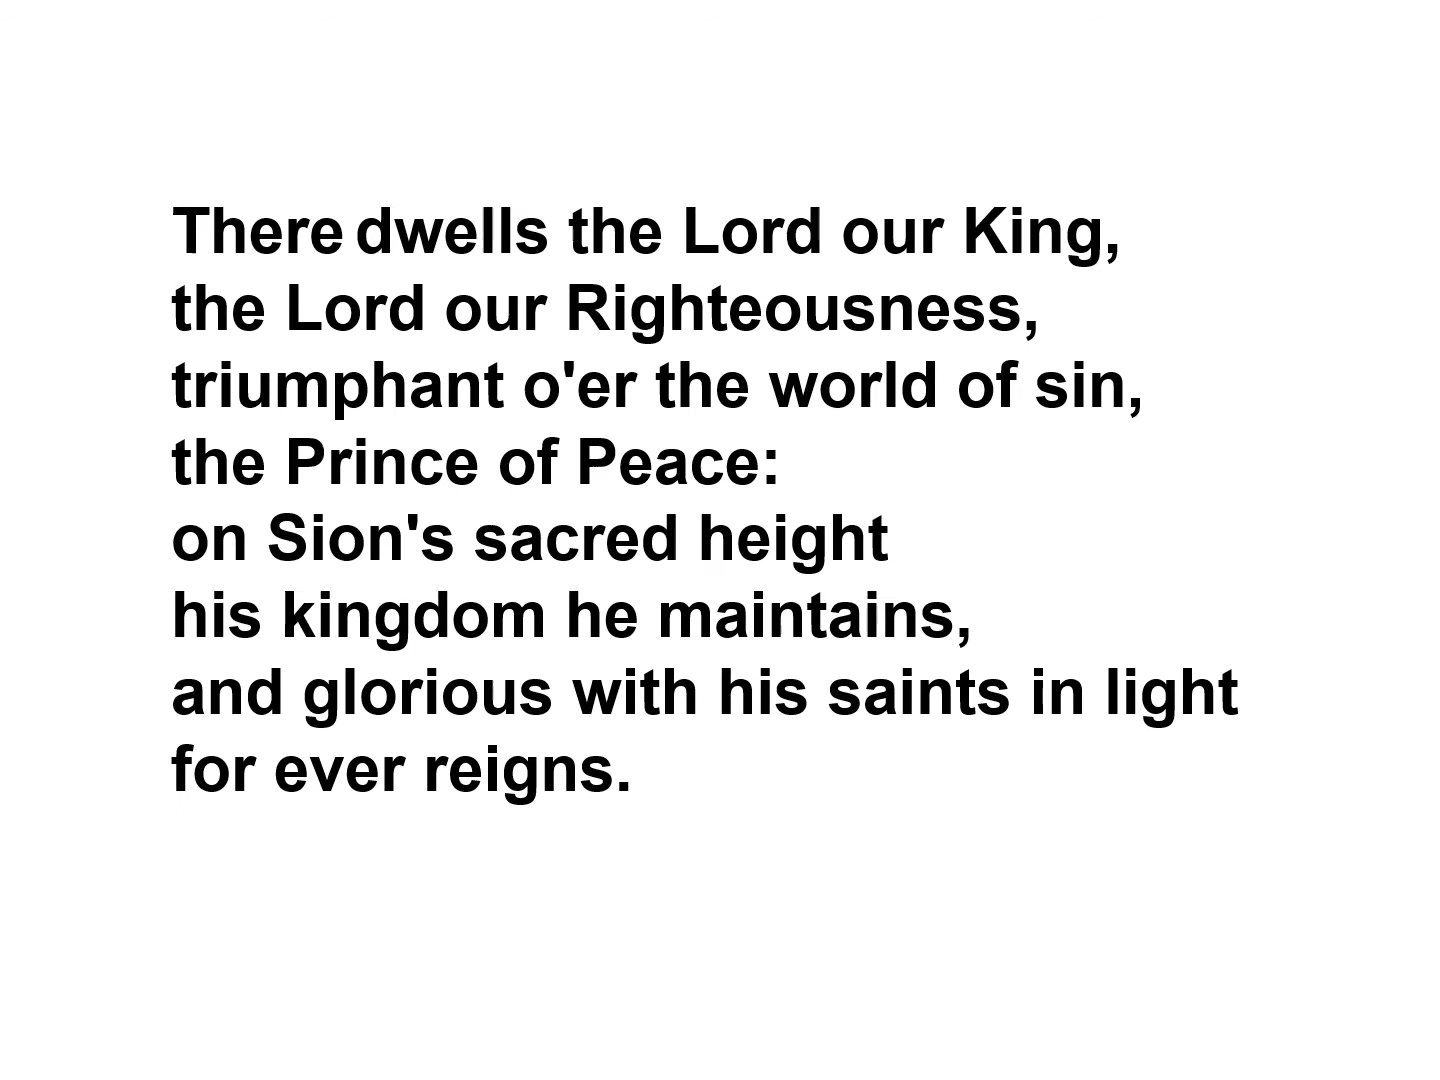 There dwells the Lord our King,
the Lord our Righteousness,
triumphant o'er the world of sin,
the Prince of Peace:
on Sion's sacred height
his kingdom he maintains,
and glorious with his saints in light
for ever reigns.